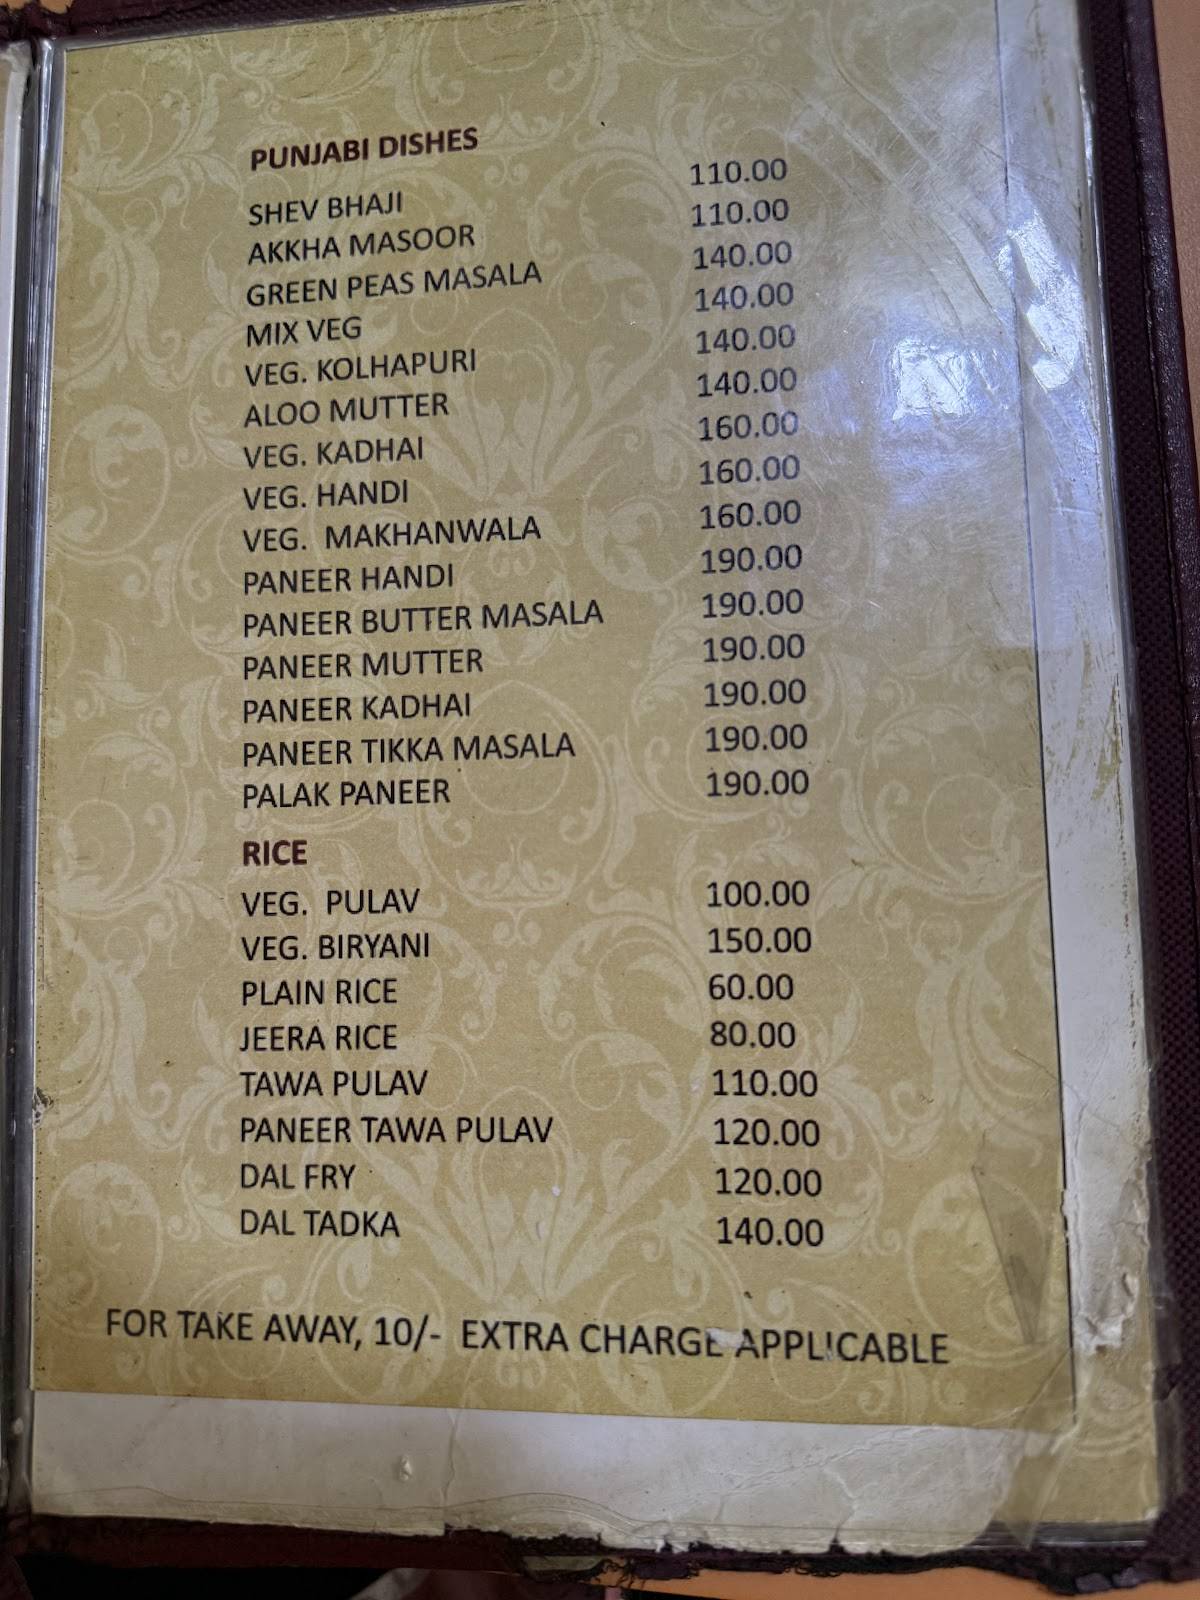 PUNJABI DISHES
SHEV BHAJI 110.00
AKKHA MASOOR 110.00
GREEN PEAS MASALA 140.00
MIX VEG 140.00
VEG. KOLHAPURI 140.00
ALOO MUTTER 140.00
VEG. KADHAI 160.00
VEG. HANDI 160.00
VEG. MAKHANWALA 160.00
PANEER HANDI 190.00
PANEER BUTTER MASALA 190.00
PANEER MUTTER 190.00
PANEER KADHAI 190.00
PANEER TIKKA MASALA 190.00
PALAK PANEER 190.00
RICE
VEG. PULAV 100.00
VEG. BIRYANI 150.00
PLAIN RICE 60.00
JEERA RICE 80.00
TAWA PULAV 110.00
PANEER TAWA PULAV 120.00
DAL FRY 120.00
DAL TADKA 140.00
FOR TAKE AWAY, 10/- EXTRA CHARGE APPLICABLE